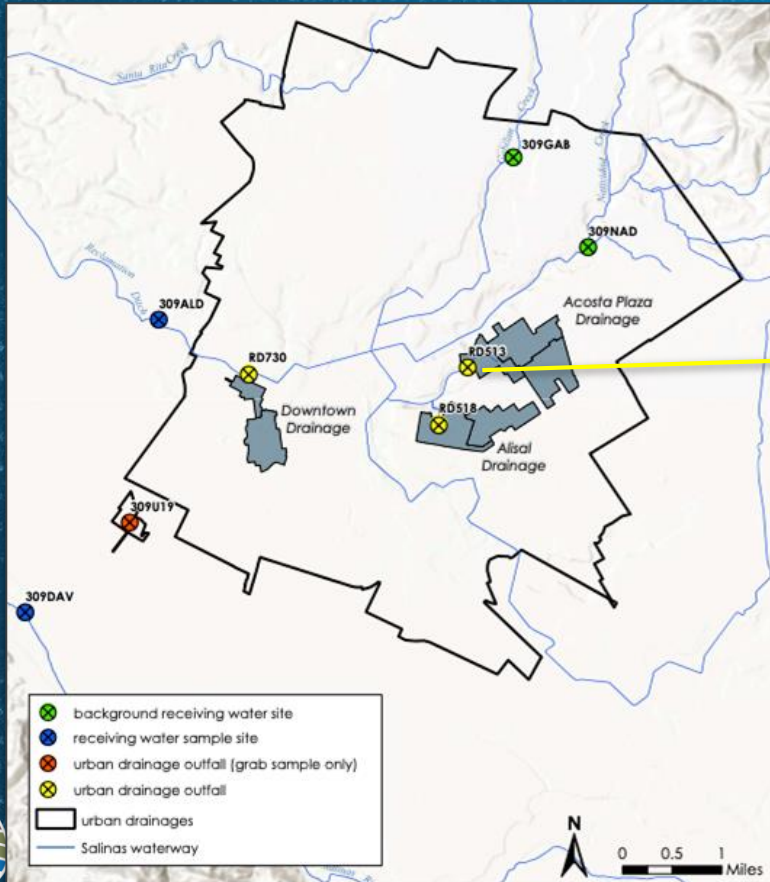 Santa Rita Creek
Gabilan Creek
Natividad Creek
309GAB
309NAD
Reclamation Ditch
309ALD
Acosta Plaza
Drainage
RD730
RD513
Downtown
Drainage
RD518
Alisal
Drainage
309U19
309DAV
background receiving water site
receiving water sample site
urban drainage outfall (grab sample only)
urban drainage outfall
urban drainages
Salinas waterway
N
0 0.5 1
Miles